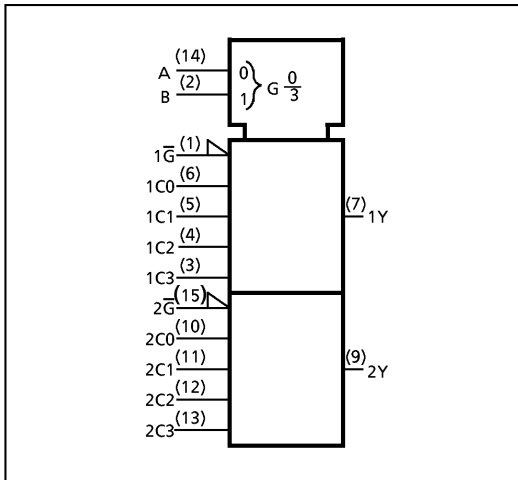 A (14) 0
B (2) 1
G 0/3
1G̅ (1)
1C0 (6)
1C1 (5)
1C2 (4)
1C3 (3)
(7) 1Y
2G̅ (15)
2C0 (10)
2C1 (11)
2C2 (12)
2C3 (13)
(9) 2Y